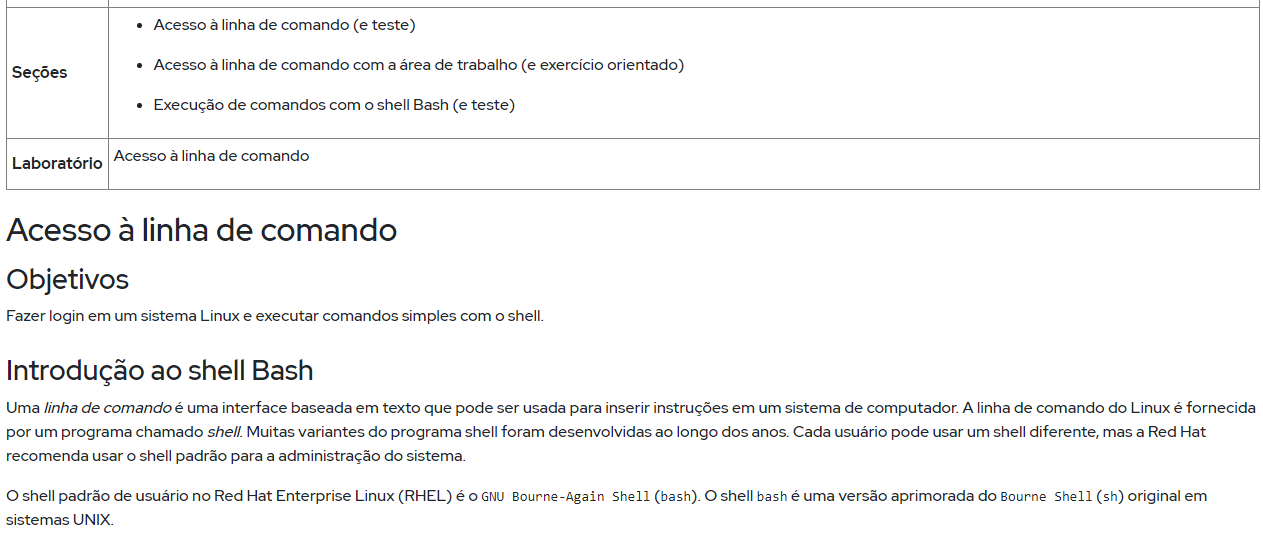 Seções
Acesso à linha de comando (e teste)
Acesso à linha de comando com a área de trabalho (e exercício orientado)
Execução de comandos com o shell Bash (e teste)
Laboratório
Acesso à linha de comando
Acesso à linha de comando
Objetivos
Fazer login em um sistema Linux e executar comandos simples com o shell.
Introdução ao shell Bash
Uma linha de comando é uma interface baseada em texto que pode ser usada para inserir instruções em um sistema de computador. A linha de comando do Linux é fornecida
por um programa chamado shell. Muitas variantes do programa shell foram desenvolvidas ao longo dos anos. Cada usuário pode usar um shell diferente, mas a Red Hat
recomenda usar o shell padrão para a administração do sistema.
O shell padrão de usuário no Red Hat Enterprise Linux (RHEL) é o GNU Bourne-Again Shell (bash). O shell bash é uma versão aprimorada do Bourne Shell (sh) original em
sistemas UNIX.